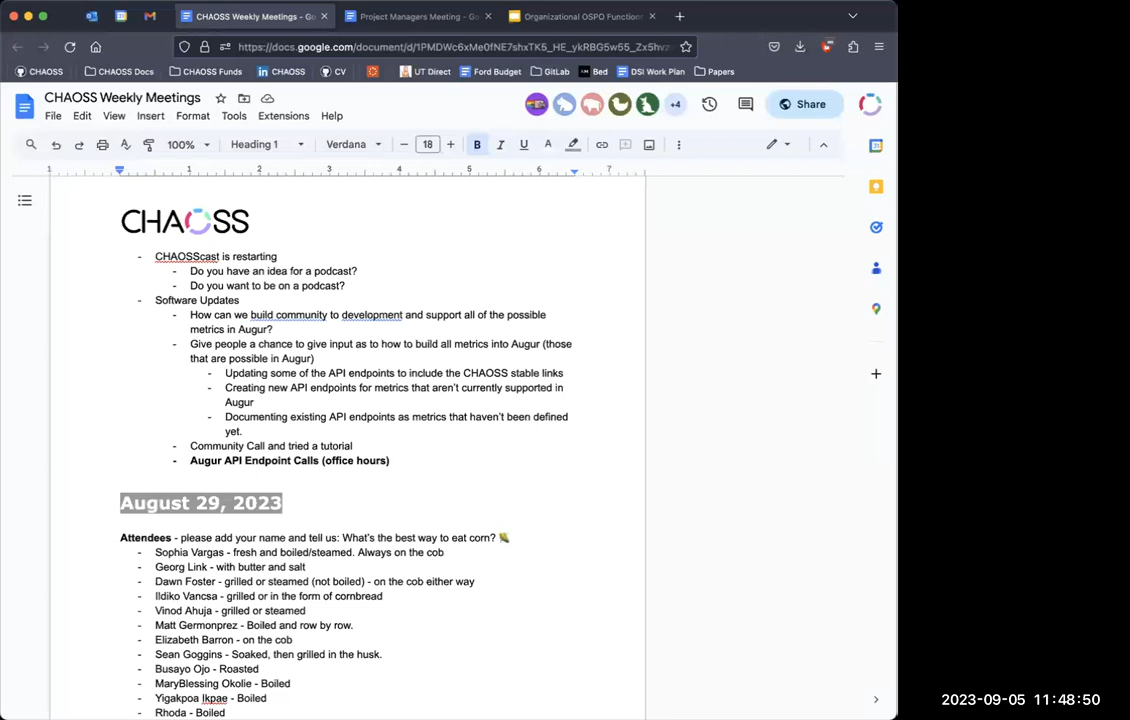 CHAOSS Weekly Meetings - Go
Project Managers Meeting - Go
Organizational OSPO Function
https://docs.google.com/document/d/1PMDWc6xMe0fNE7shxTK5_HE_ykRBG5w55_Zx5hvz
CHAOSS
CHAOSS Docs
CHAOSS Funds
CHAOSS
CV
UT Direct
Ford Budget
GitLab
Bed
DSI Work Plan
Papers
CHAOSS Weekly Meetings
File Edit View Insert Format Tools Extensions Help
+4
Share
100% Heading 1 Verdana 18
1 1 2 3 4 5 6 7
CHAOSS
- CHAOSScast is restarting
- Do you have an idea for a podcast?
- Do you want to be on a podcast?
- Software Updates
- How can we build community to development and support all of the possible
metrics in Augur?
- Give people a chance to give input as to how to build all metrics into Augur (those
that are possible in Augur)
- Updating some of the API endpoints to include the CHAOSS stable links
- Creating new API endpoints for metrics that aren't currently supported in
Augur
- Documenting existing API endpoints as metrics that haven't been defined
yet.
- Community Call and tried a tutorial
- Augur API Endpoint Calls (office hours)
August 29, 2023
Attendees - please add your name and tell us: What's the best way to eat corn? 🌽
- Sophia Vargas - fresh and boiled/steamed. Always on the cob
- Georg Link - with butter and salt
- Dawn Foster - grilled or steamed (not boiled) - on the cob either way
- Ildiko Vancsa - grilled or in the form of cornbread
- Vinod Ahuja - grilled or steamed
- Matt Germonprez - Boiled and row by row.
- Elizabeth Barron - on the cob
- Sean Goggins - Soaked, then grilled in the husk.
- Busayo Ojo - Roasted
- MaryBlessing Okolie - Boiled
- Yigakpoa Ikpae - Boiled
- Rhoda - Boiled
2023-09-05 11:48:50